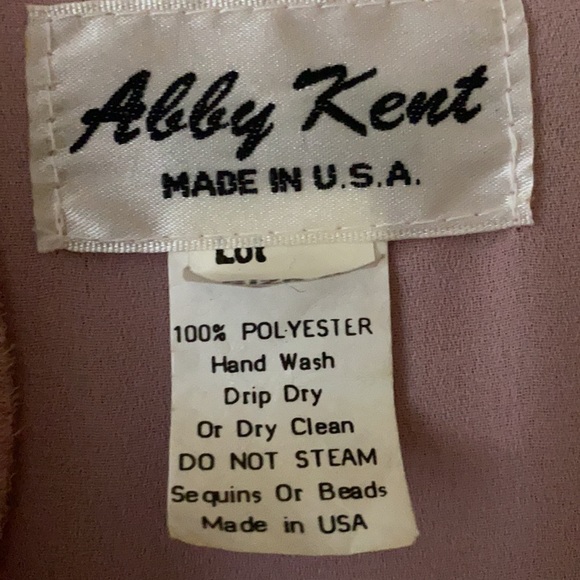 Abby Kent
MADE IN U.S.A.
Lot
100% POLYESTER
Hand Wash
Drip Dry
Or Dry Clean
DO NOT STEAM
Sequins Or Beads
Made in USA